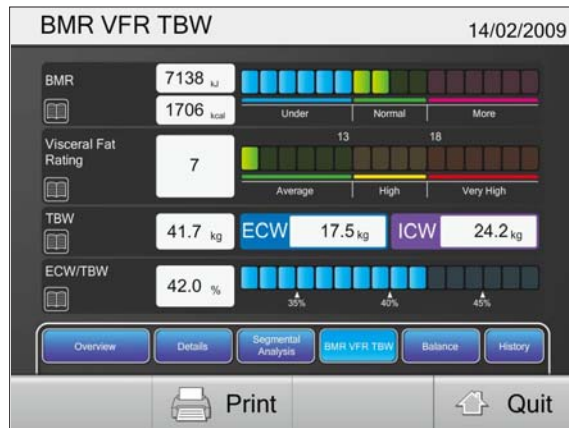 BMR VFR TBW 14/02/2009
BMR 7138 kJ
1706 kcal
Under Normal More
13 18
Visceral Fat
Rating
7
Average High Very High
TBW 41.7 kg ECW 17.5 kg ICW 24.2 kg
ECW/TBW
42.0 %
35% 40% 45%
Overview Details Segmental Analysis BMR VFR TBW Balance History
Print Quit